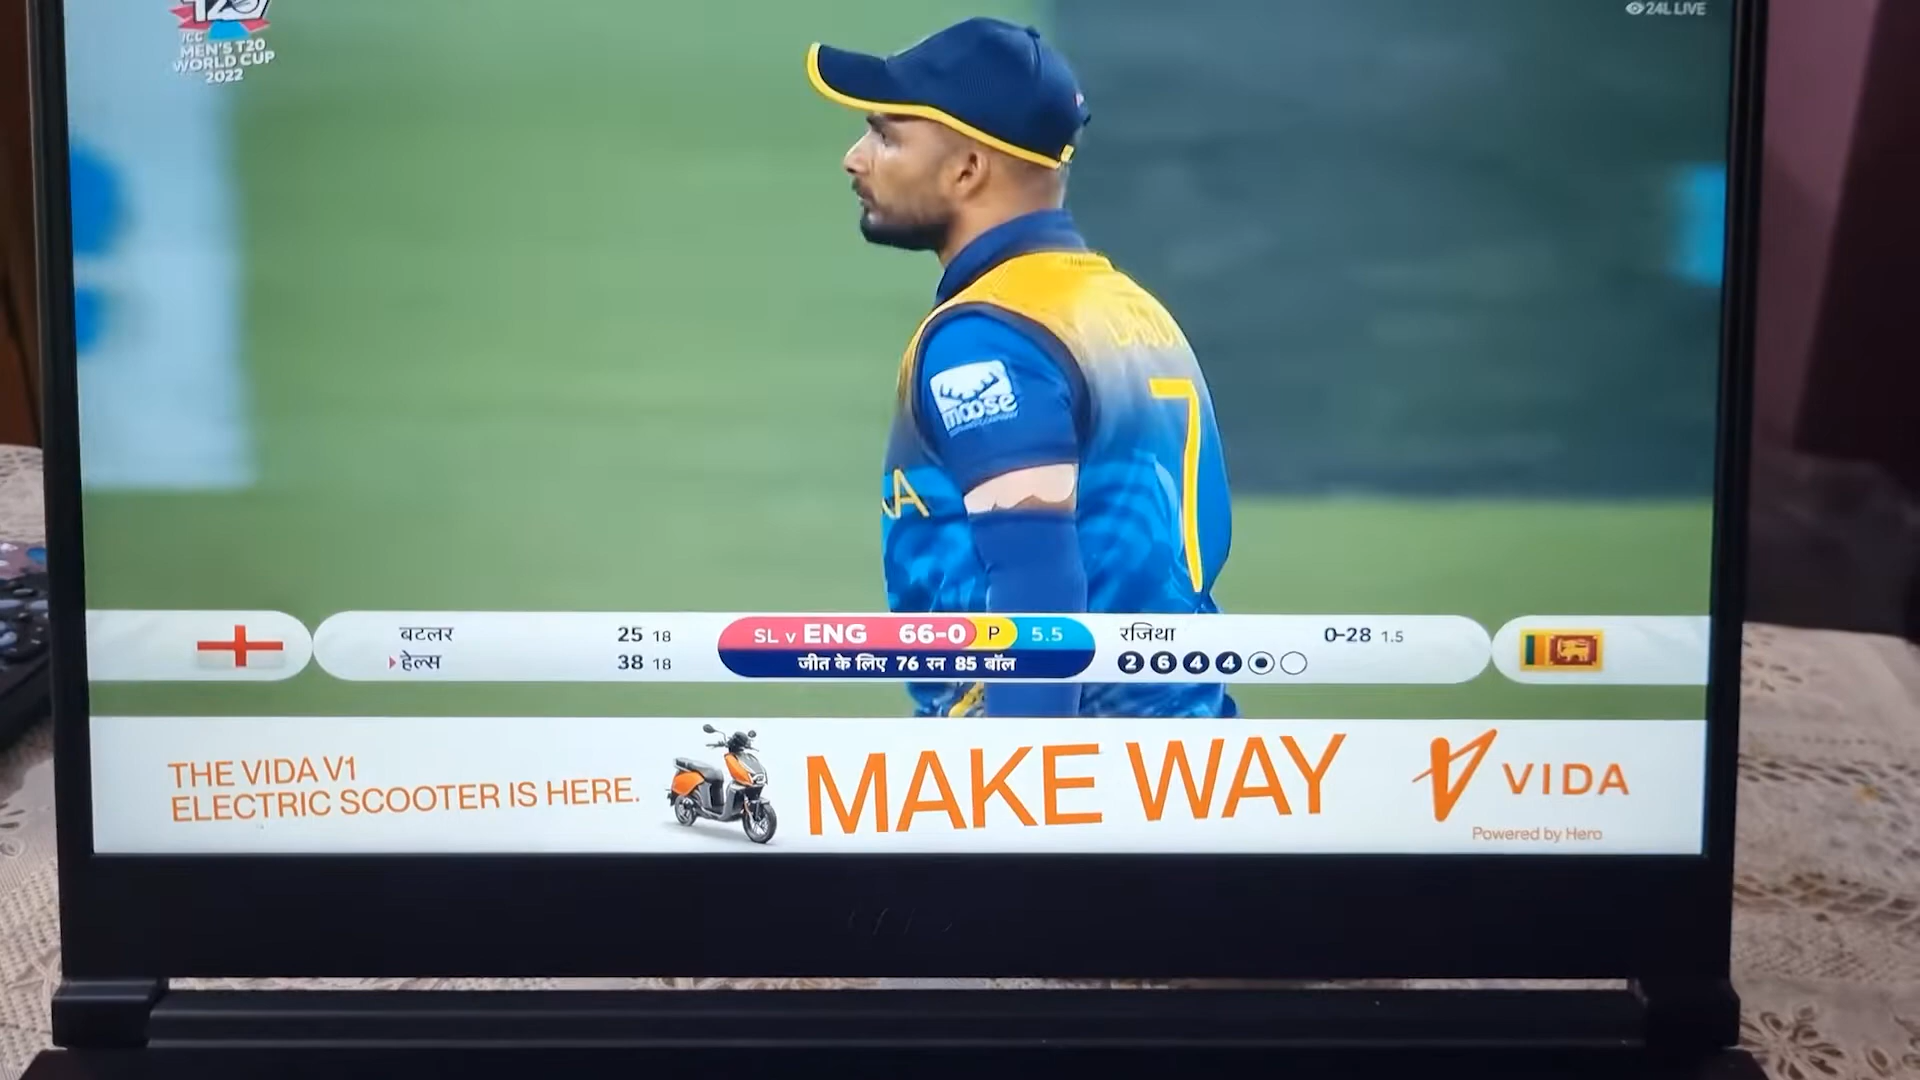 24L LIVE
T20
ICC
MEN'S T20
WORLD CUP
2022
moose
7
बटलर 25 18
हेल्स 38 18
SL v ENG 66-0 P 5.5
जीत के लिए 76 रन 85 बॉल
रजिथा 0-28 1.5
2 6 4 4
THE VIDA V1
ELECTRIC SCOOTER IS HERE.
MAKE WAY
VIDA
Powered by Hero